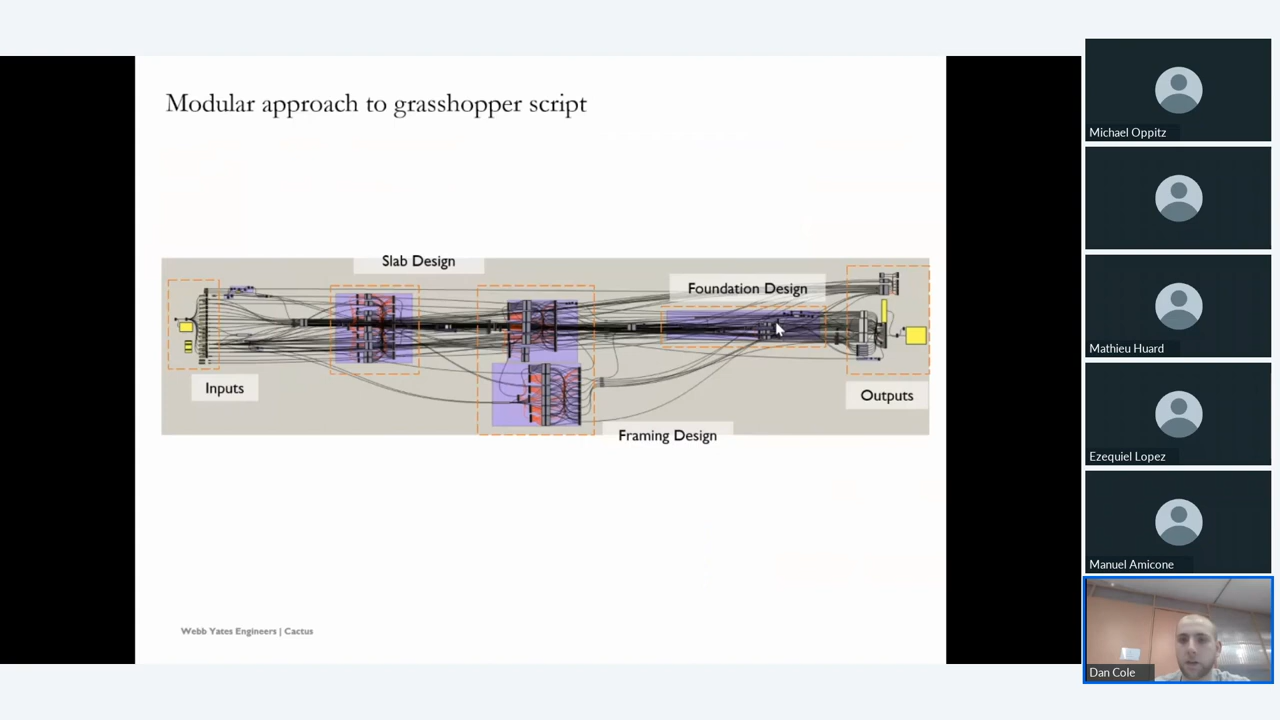 Modular approach to grasshopper script
Slab Design
Foundation Design
Inputs
Outputs
Framing Design
Webb Yates Engineers | Cactus
Michael Oppitz
Mathieu Huard
Ezequiel Lopez
Manuel Amicone
Dan Cole